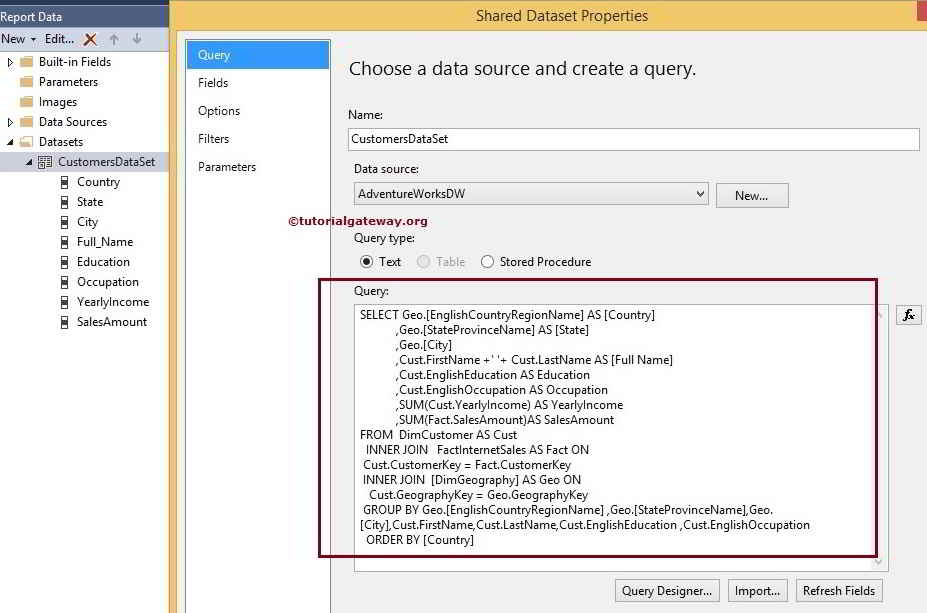 Report Data
New Edit...
Built-in Fields
Parameters
Images
Data Sources
Datasets
CustomersDataSet
Country
State
City
Full_Name
Education
Occupation
YearlyIncome
SalesAmount
Shared Dataset Properties
Query
Fields
Options
Filters
Parameters
Choose a data source and create a query.
Name:
CustomersDataSet
Data source:
AdventureWorksDW
New...
©tutorialgateway.org
Query type:
Text Table Stored Procedure
Query:
fx
SELECT Geo.[EnglishCountryRegionName] AS [Country]
,Geo.[StateProvinceName] AS [State]
,Geo.[City]
,Cust.FirstName +' '+ Cust.LastName AS [Full Name]
,Cust.EnglishEducation AS Education
,Cust.EnglishOccupation AS Occupation
,SUM(Cust.YearlyIncome) AS YearlyIncome
,SUM(Fact.SalesAmount)AS SalesAmount
FROM DimCustomer AS Cust
INNER JOIN FactInternetSales AS Fact ON
Cust.CustomerKey = Fact.CustomerKey
INNER JOIN [DimGeography] AS Geo ON
Cust.GeographyKey = Geo.GeographyKey
GROUP BY Geo.[EnglishCountryRegionName] ,Geo.[StateProvinceName],Geo.
[City],Cust.FirstName,Cust.LastName,Cust.EnglishEducation ,Cust.EnglishOccupation
ORDER BY [Country]
Query Designer... Import... Refresh Fields